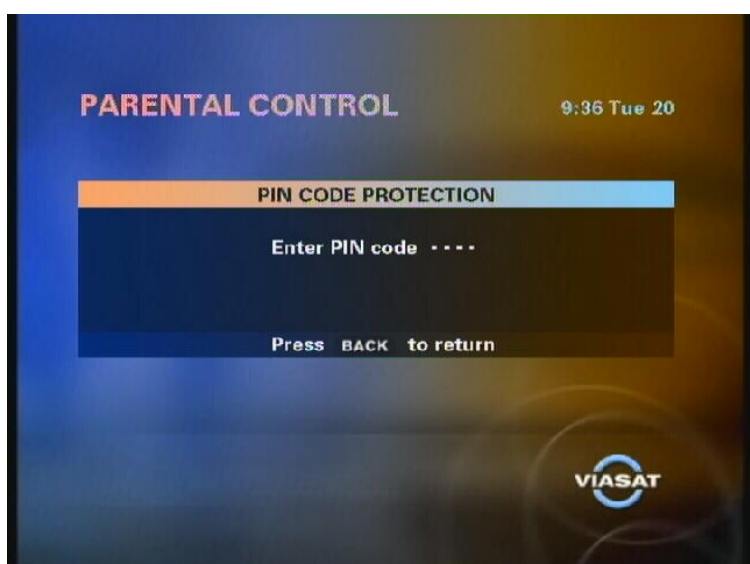 PARENTAL CONTROL 9:36 Tue 20
PIN CODE PROTECTION
Enter PIN code ----
Press BACK to return
VIASAT